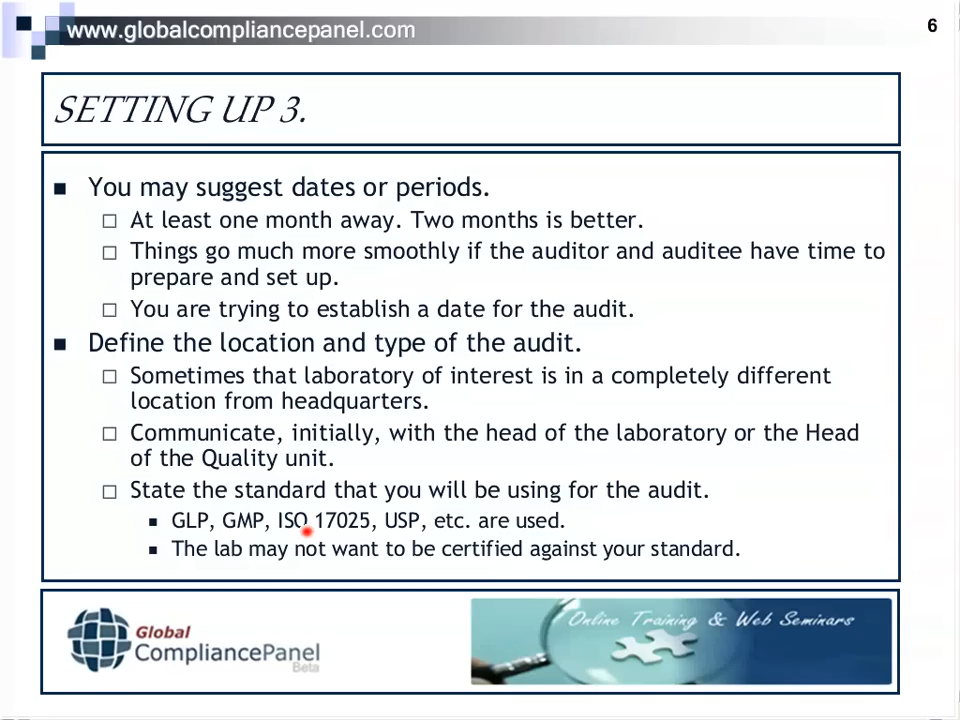 www.globalcompliancepanel.com
6
SETTING UP 3.
You may suggest dates or periods.
At least one month away. Two months is better.
Things go much more smoothly if the auditor and auditee have time to
prepare and set up.
You are trying to establish a date for the audit.
Define the location and type of the audit.
Sometimes that laboratory of interest is in a completely different
location from headquarters.
Communicate, initially, with the head of the laboratory or the Head
of the Quality unit.
State the standard that you will be using for the audit.
GLP, GMP, ISO 17025, USP, etc. are used.
The lab may not want to be certified against your standard.
Global
CompliancePanel
Beta
Online Training & Web Seminars